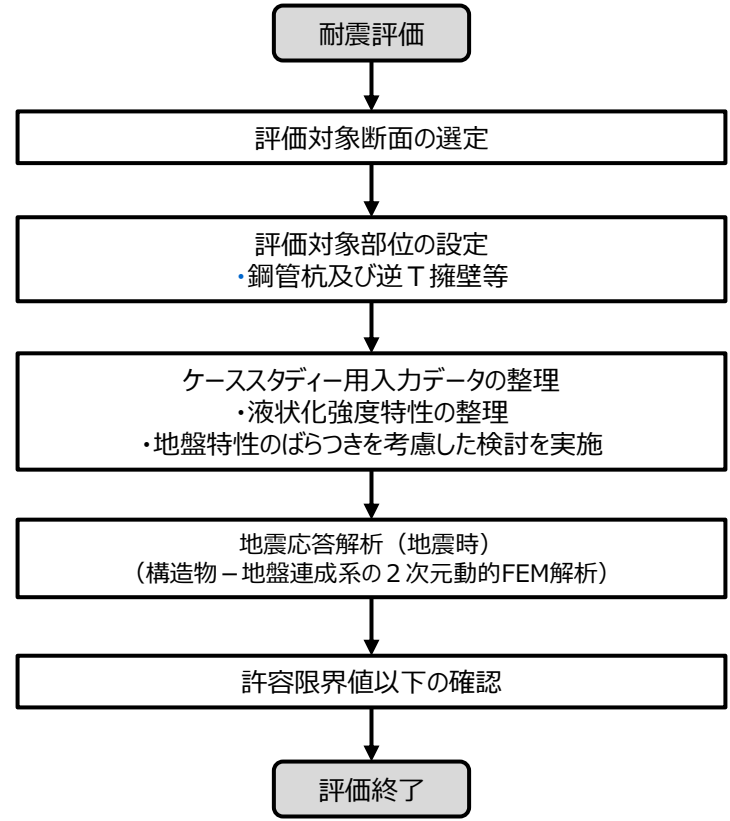 耐震評価
評価対象断面の選定
評価対象部位の設定
・鋼管杭及び逆Ｔ擁壁等
ケーススタディー用入力データの整理
・液状化強度特性の整理
・地盤特性のばらつきを考慮した検討を実施
地震応答解析（地震時）
（構造物－地盤連成系の２次元動的FEM解析）
許容限界値以下の確認
評価終了